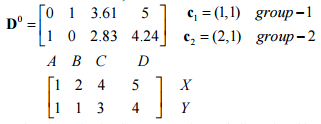 D⁰ = [0 1 3.61 5 c₁ = (1,1) group−1
1 0 2.83 4.24] c₂ = (2,1) group−2
A B C D
[1 2 4 5 X
1 1 3 4] Y